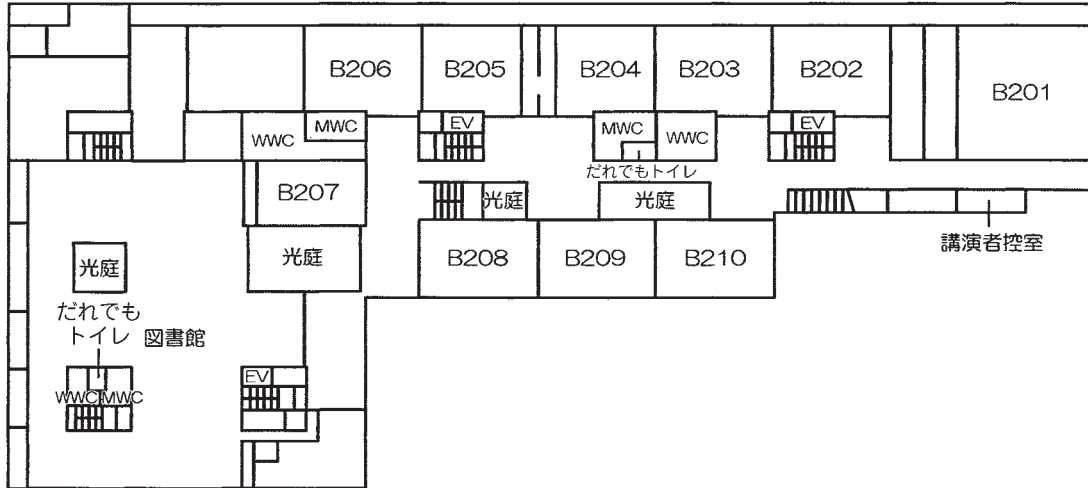 B206
B205
B204
B203
B202
B201
WWC
MWC
EV
MWC
WWC
EV
だれでもトイレ
B207
光庭
光庭
講演者控室
光庭
光庭
B208
B209
B210
だれでも
トイレ
図書館
WWC
MWC
EV